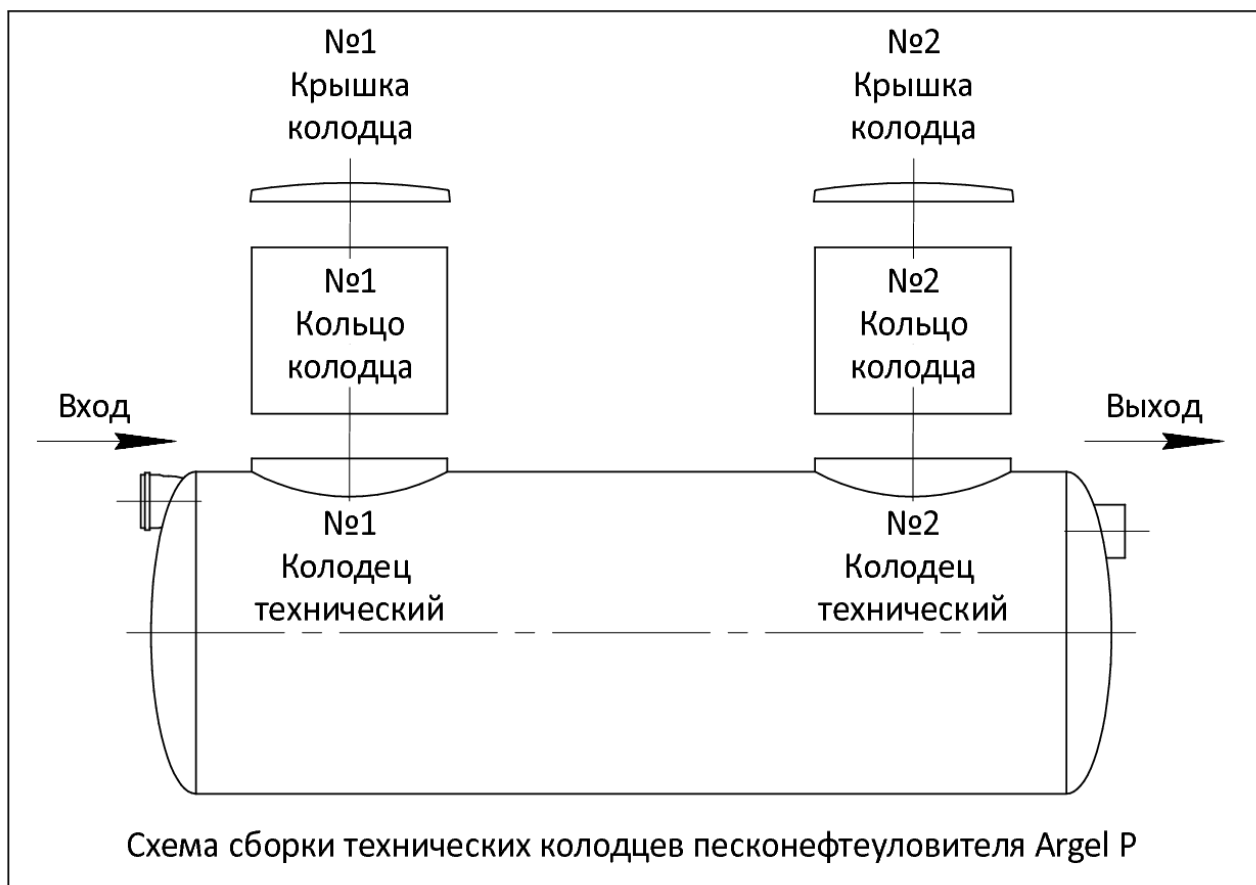 №1
Крышка
колодца
№2
Крышка
колодца
№1
Кольцо
колодца
№2
Кольцо
колодца
Вход
Выход
№1
Колодец
технический
№2
Колодец
технический
Схема сборки технических колодцев песконефтеуловителя Argel P